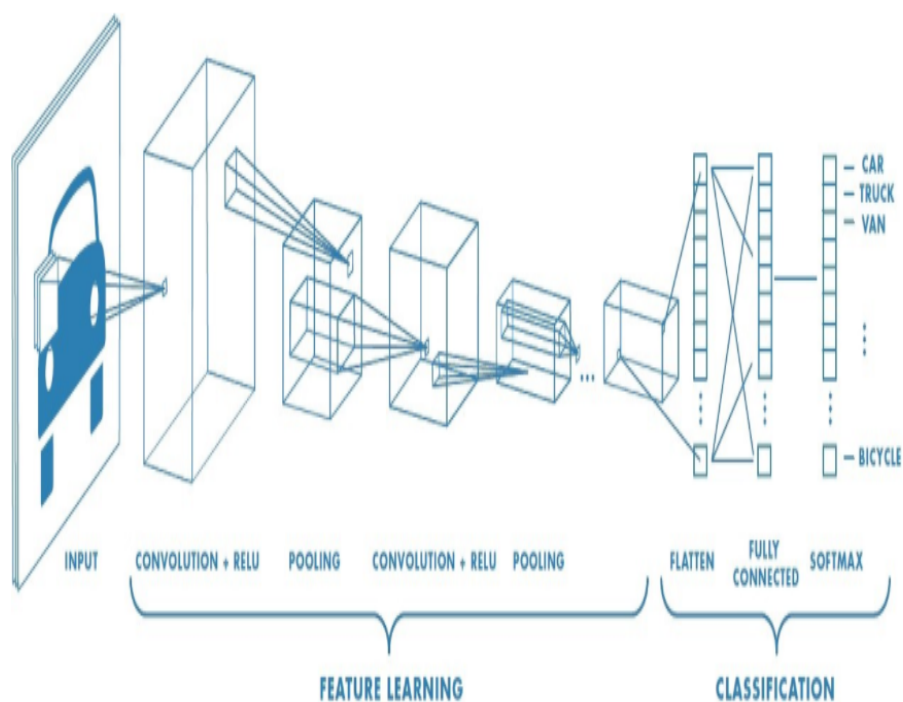 CAR
TRUCK
VAN
BICYCLE
INPUT
CONVOLUTION + RELU
POOLING
CONVOLUTION + RELU
POOLING
FLATTEN
FULLY
CONNECTED
SOFTMAX
FEATURE LEARNING
CLASSIFICATION